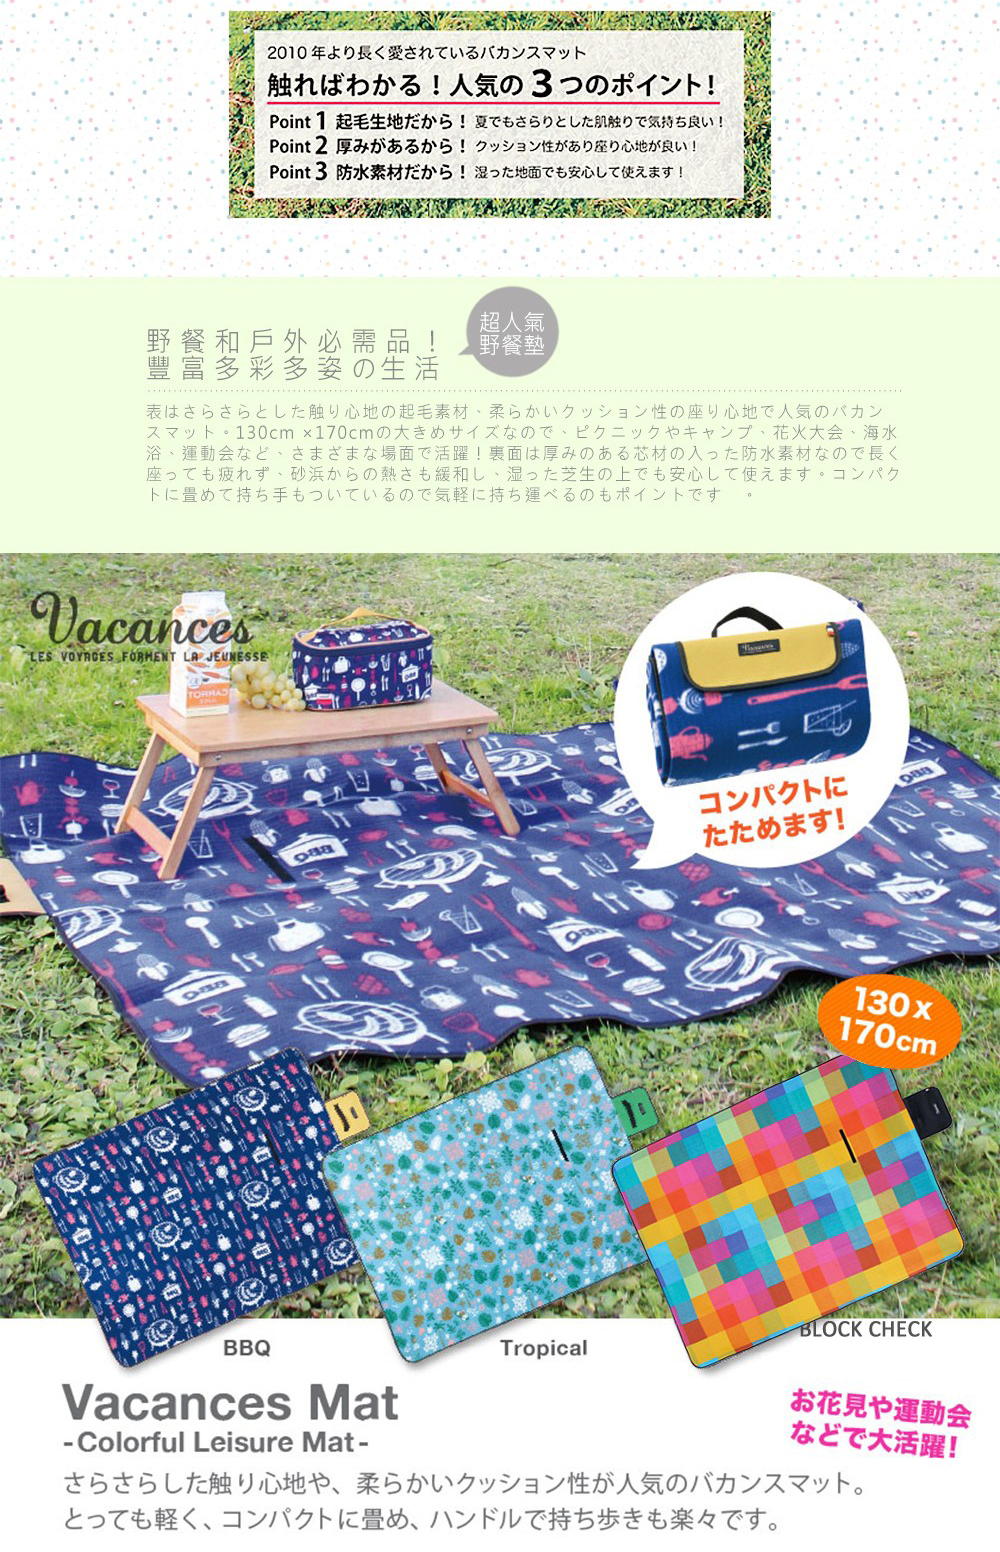 2010年より長く愛されているバカンスマット
触ればわかる！人気の3つのポイント！
Point 1 起毛生地だから！夏でもさらりとした肌触りで気持ち良い！
Point 2 厚みがあるから！クッション性があり座り心地が良い！
Point 3 防水素材だから！湿った地面でも安心して使えます！
超人氣
野餐墊
野餐和戶外必需品！
豐富多彩多姿の生活
表はさらさらとした触り心地の起毛素材、柔らかいクッション性の座り心地で人気のバカン
スマット。130cm ×170cmの大きめサイズなので、ピクニックやキャンプ、花火大会、海水
浴、運動会など、さまざまな場面で活躍！裏面は厚みのある芯材の入った防水素材なので長く
座っても疲れず、砂浜からの熱さも緩和し、湿った芝生の上でも安心して使えます。コンパク
トに畳めて持ち手もついているので気軽に持ち運べるのもポイントです　。
Vacances
LES VOYAGES FORMENT LA JEUNESSE
CARROT
Vacances
コンパクトに
たためます！
BBQ
BBQ
BBQ
130x
170cm
BBQ
Tropical
BLOCK CHECK
Vacances Mat
-Colorful Leisure Mat-
お花見や運動会
などで大活躍！
さらさらした触り心地や、柔らかいクッション性が人気のバカンスマット。
とっても軽く、コンパクトに畳め、ハンドルで持ち歩きも楽々です。